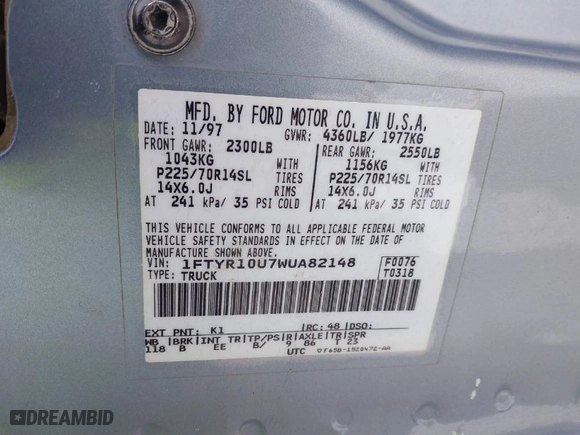 MFD. BY FORD MOTOR CO. IN U.S.A.
DATE: 11/97 GVWR: 4360LB/ 1977KG
FRONT GAWR: 2300LB REAR GAWR: 2550LB
1043KG WITH 1156KG WITH
P225/70R14SL TIRES P225/70R14SL TIRES
14X6.0J RIMS 14X6.0J RIMS
AT 241 kPa/ 35 PSI COLD AT 241 kPa/ 35 PSI COLD
THIS VEHICLE CONFORMS TO ALL APPLICABLE FEDERAL MOTOR
VEHICLE SAFETY STANDARDS IN EFFECT ON THE DATE OF
MANUFACTURE SHOWN ABOVE.
VIN: 1FTYR10U7WUA82148 F0076
TYPE: TRUCK T0318
EXT PNT: K1 RC: 48 DSO:
WB BRK INT TR TP/PS R AXLE TR SPR
118 B EE B/ 9 86 T 23
UTC
DREAMBID